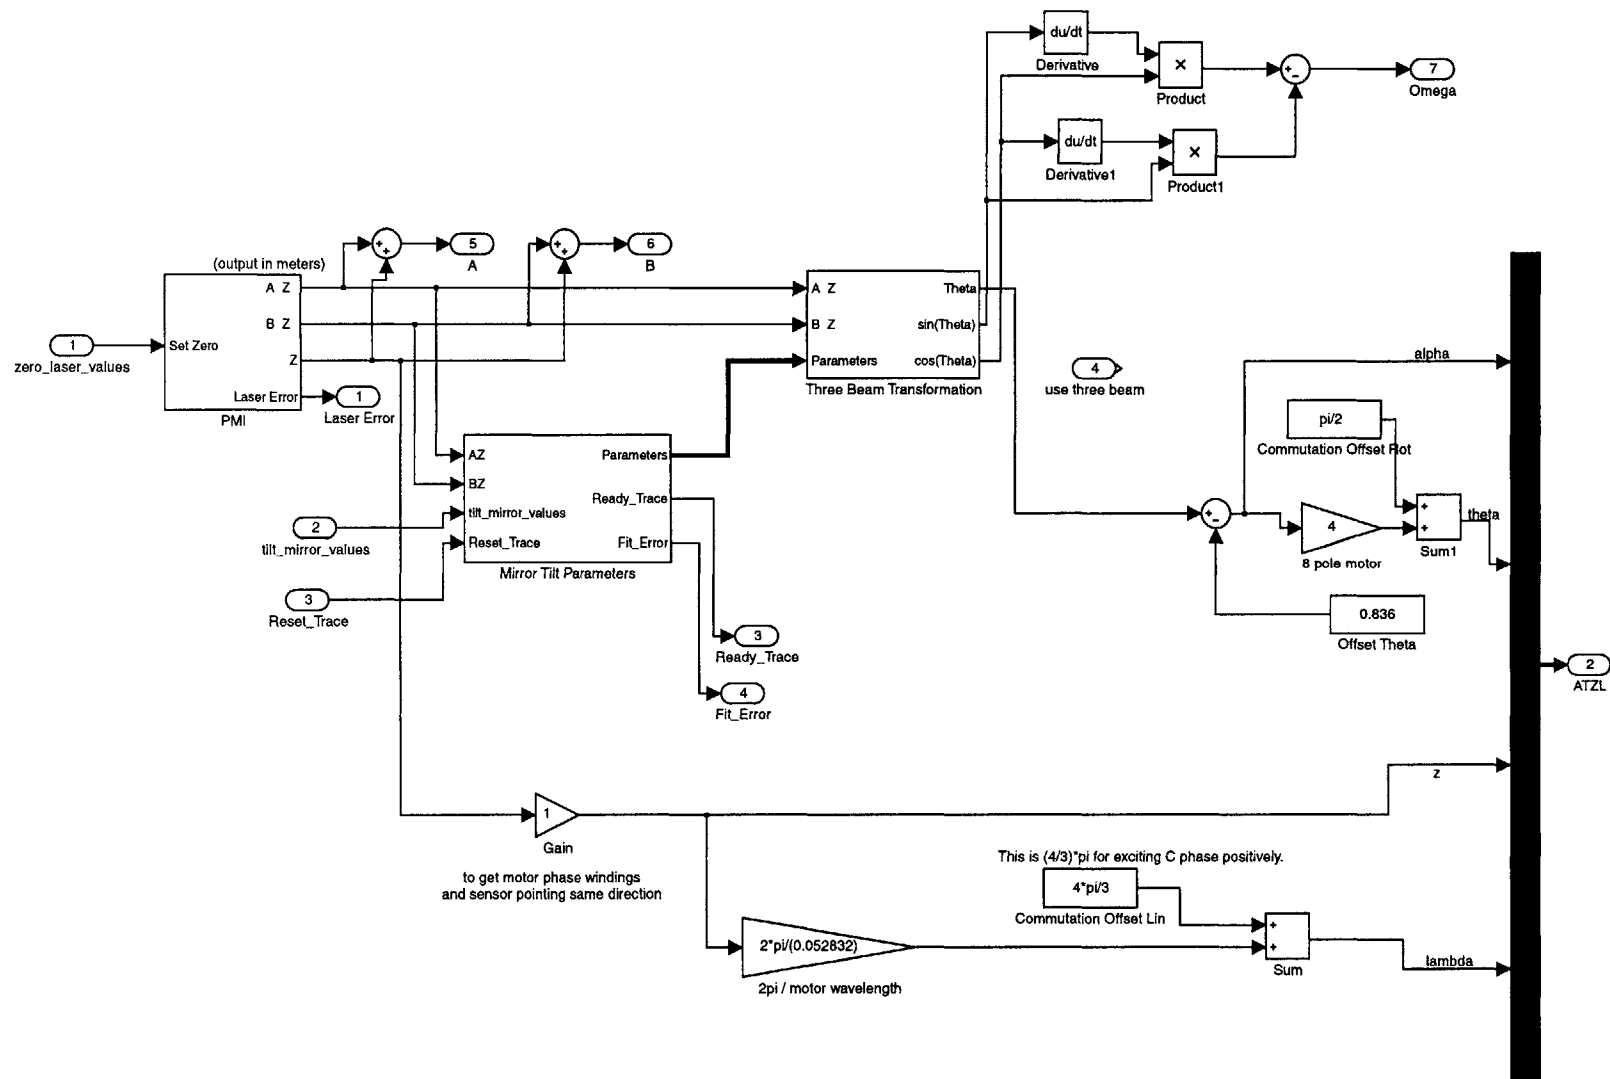 du/dt
Derivative
×
Product
+
-
7
Omega
du/dt
Derivative1
×
Product1
+
+
5
A
+
+
6
B
(output in meters)
A Z
B Z
Set Zero
Z
Laser Error
PMI
1
zero_laser_values
1
Laser Error
A Z
B Z
Parameters
Theta
sin(Theta)
cos(Theta)
Three Beam Transformation
4
use three beam
alpha
pi/2
Commutation Offset Rot
AZ
BZ
tilt_mirror_values
Reset_Trace
Parameters
Ready_Trace
Fit_Error
Mirror Tilt Parameters
2
tilt_mirror_values
3
Reset_Trace
+
-
4
8 pole motor
+
+
Sum1
theta
0.836
Offset Theta
3
Ready_Trace
4
Fit_Error
2
ATZL
z
1
Gain
to get motor phase windings
and sensor pointing same direction
This is (4/3)*pi for exciting C phase positively.
4*pi/3
Commutation Offset Lin
2*pi/(0.052832)
2pi / motor wavelength
+
+
Sum
lambda